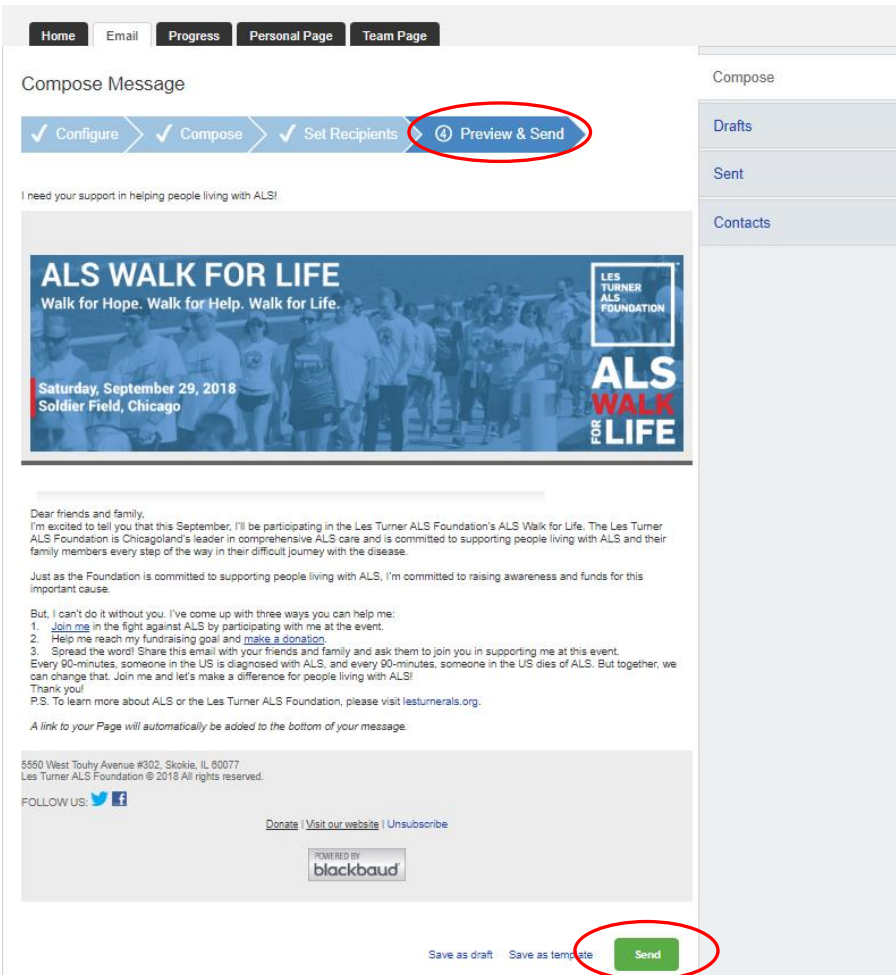 Home Email Progress Personal Page Team Page
Compose Message
✓ Configure ✓ Compose ✓ Set Recipients ④ Preview & Send
Compose
Drafts
Sent
Contacts
I need your support in helping people living with ALS!
ALS WALK FOR LIFE
Walk for Hope. Walk for Help. Walk for Life.
Saturday, September 29, 2018
Soldier Field, Chicago
LES
TURNER
ALS
FOUNDATION
ALS
WALK
FOR LIFE
Dear friends and family,
I'm excited to tell you that this September, I'll be participating in the Les Turner ALS Foundation's ALS Walk for Life. The Les Turner
ALS Foundation is Chicagoland's leader in comprehensive ALS care and is committed to supporting people living with ALS and their
family members every step of the way in their difficult journey with the disease.
Just as the Foundation is committed to supporting people living with ALS, I'm committed to raising awareness and funds for this
important cause.
But, I can't do it without you. I've come up with three ways you can help me:
1. Join me in the fight against ALS by participating with me at the event.
2. Help me reach my fundraising goal and make a donation.
3. Spread the word! Share this email with your friends and family and ask them to join you in supporting me at this event.
Every 90-minutes, someone in the US is diagnosed with ALS, and every 90-minutes, someone in the US dies of ALS. But together, we
can change that. Join me and let's make a difference for people living with ALS!
Thank you!
P.S. To learn more about ALS or the Les Turner ALS Foundation, please visit lesturnerals.org.
A link to your Page will automatically be added to the bottom of your message.
5550 West Touhy Avenue #302, Skokie, IL 60077
Les Turner ALS Foundation © 2018 All rights reserved.
FOLLOW US:
Donate | Visit our website | Unsubscribe
POWERED BY
blackbaud
Save as draft Save as template Send